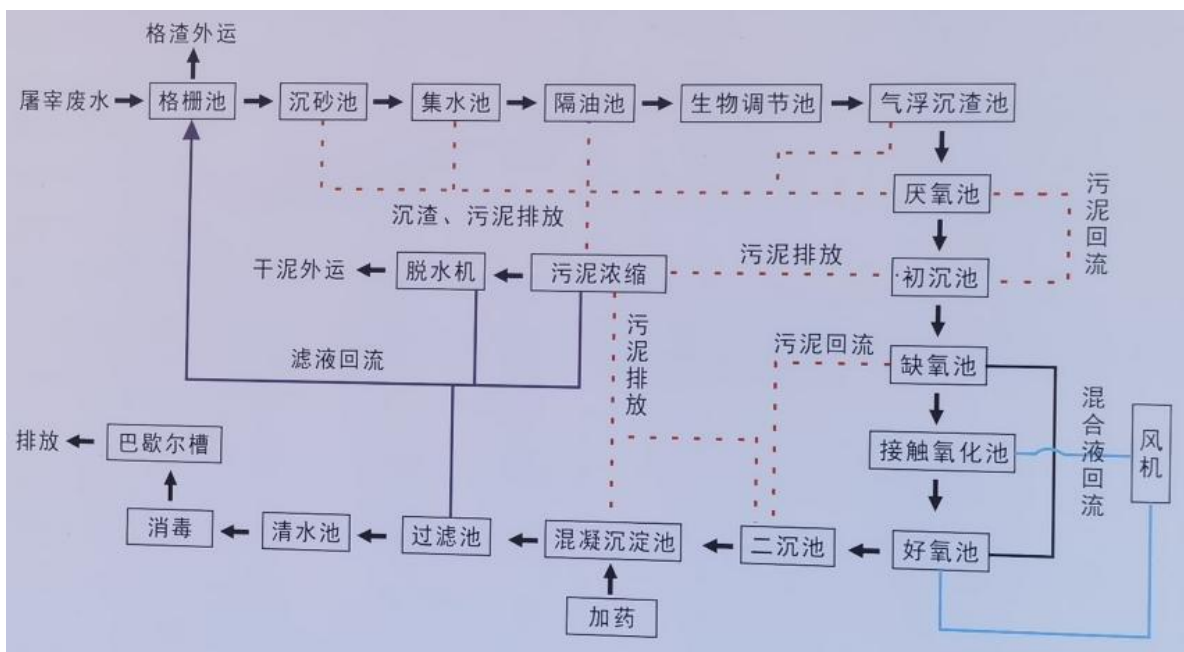 格渣外运
屠宰废水
格栅池
沉砂池
集水池
隔油池
生物调节池
气浮沉渣池
厌氧池
污泥回流
沉渣、污泥排放
干泥外运
脱水机
污泥浓缩
污泥排放
初沉池
滤液回流
污泥排放
污泥回流
缺氧池
混合液回流
风机
排放
巴歇尔槽
接触氧化池
消毒
清水池
过滤池
混凝沉淀池
二沉池
好氧池
加药